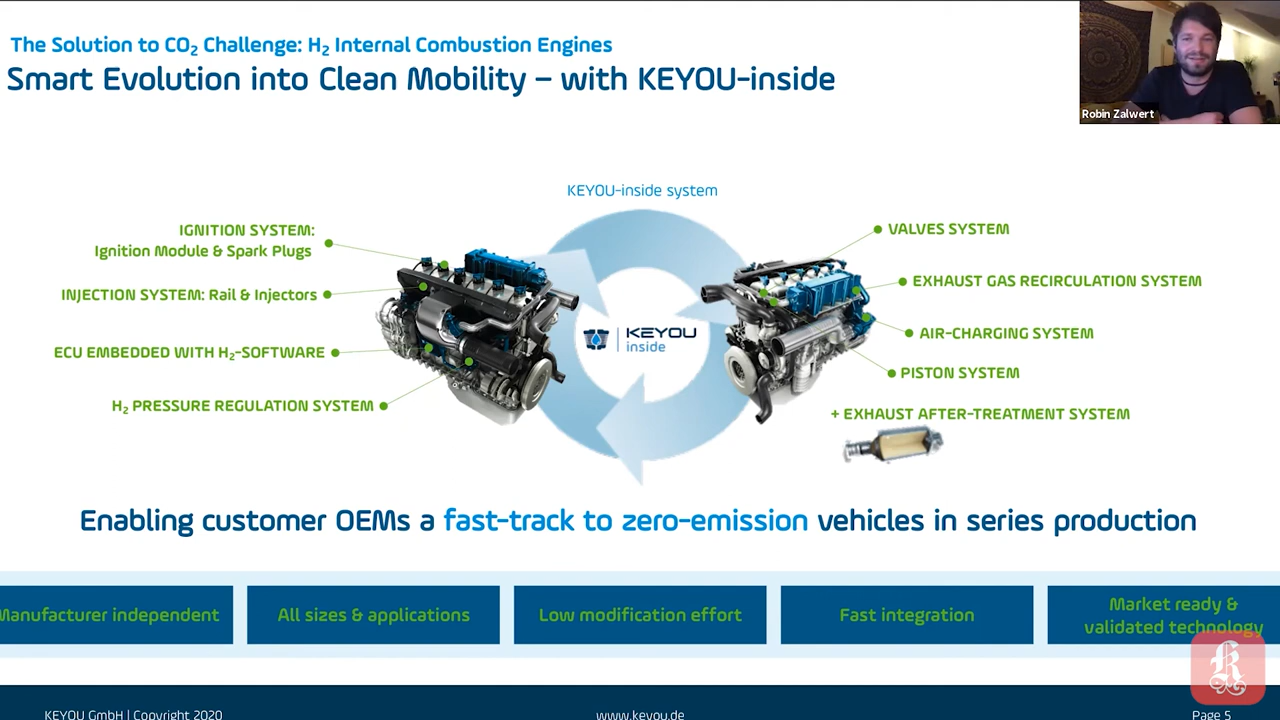 The Solution to CO₂ Challenge: H₂ Internal Combustion Engines
Smart Evolution into Clean Mobility – with KEYOU-inside
Robin Zalwert
KEYOU-inside system
IGNITION SYSTEM:
Ignition Module & Spark Plugs
INJECTION SYSTEM: Rail & Injectors
ECU EMBEDDED WITH H₂-SOFTWARE
H₂ PRESSURE REGULATION SYSTEM
KEYOU
inside
VALVES SYSTEM
EXHAUST GAS RECIRCULATION SYSTEM
AIR-CHARGING SYSTEM
PISTON SYSTEM
+ EXHAUST AFTER-TREATMENT SYSTEM
Enabling customer OEMs a fast-track to zero-emission vehicles in series production
Manufacturer independent
All sizes & applications
Low modification effort
Fast integration
Market ready &
validated technology
KEYOU GmbH | Copyright 2020
www.keyou.de
Page 5